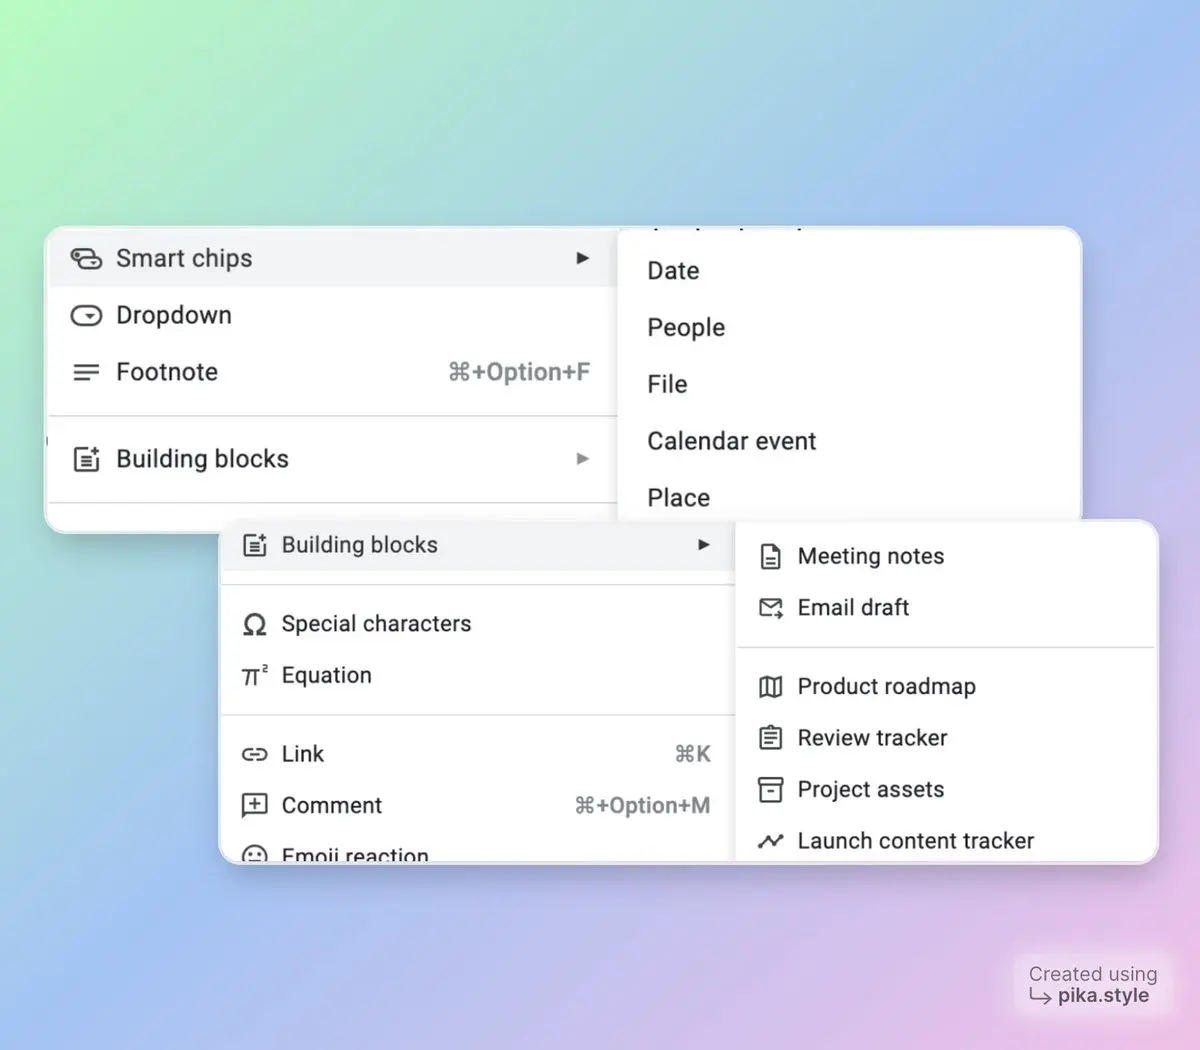 Smart chips
Dropdown
Footnote ⌘+Option+F
Building blocks
Date
People
File
Calendar event
Place
Building blocks
Special characters
Equation
Link ⌘K
Comment ⌘+Option+M
Emoji reaction
Meeting notes
Email draft
Product roadmap
Review tracker
Project assets
Launch content tracker
Created using
pika.style